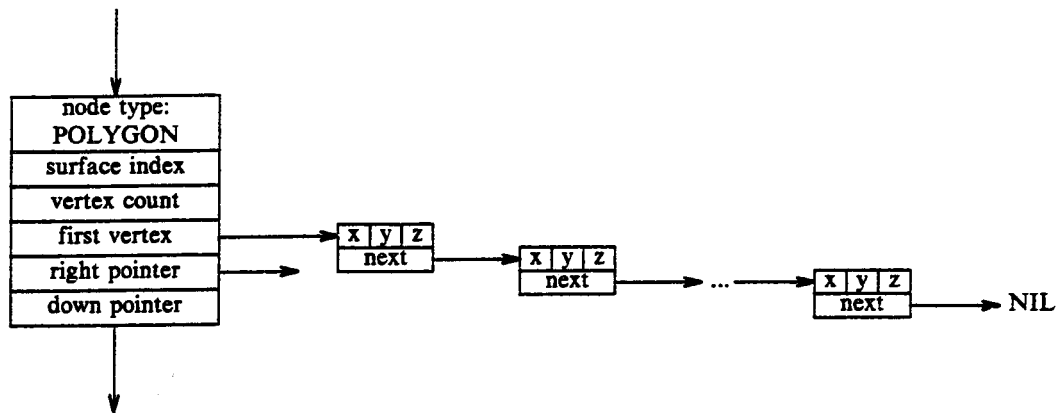 node type:
POLYGON
surface index
vertex count
first vertex
right pointer
down pointer
x y z
next
x y z
next
...
x y z
next
NIL